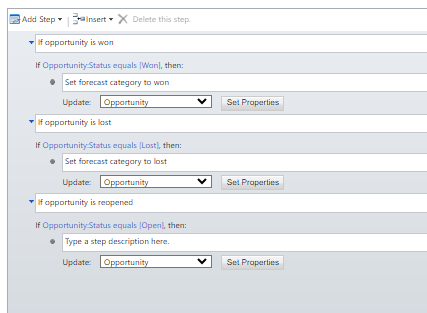 Add Step Insert Delete this step.
If opportunity is won
If Opportunity:Status equals [Won], then:
Set forecast category to won
Update: Opportunity Set Properties
If opportunity is lost
If Opportunity:Status equals [Lost], then:
Set forecast category to lost
Update: Opportunity Set Properties
If opportunity is reopened
If Opportunity:Status equals [Open], then:
Type a step description here.
Update: Opportunity Set Properties